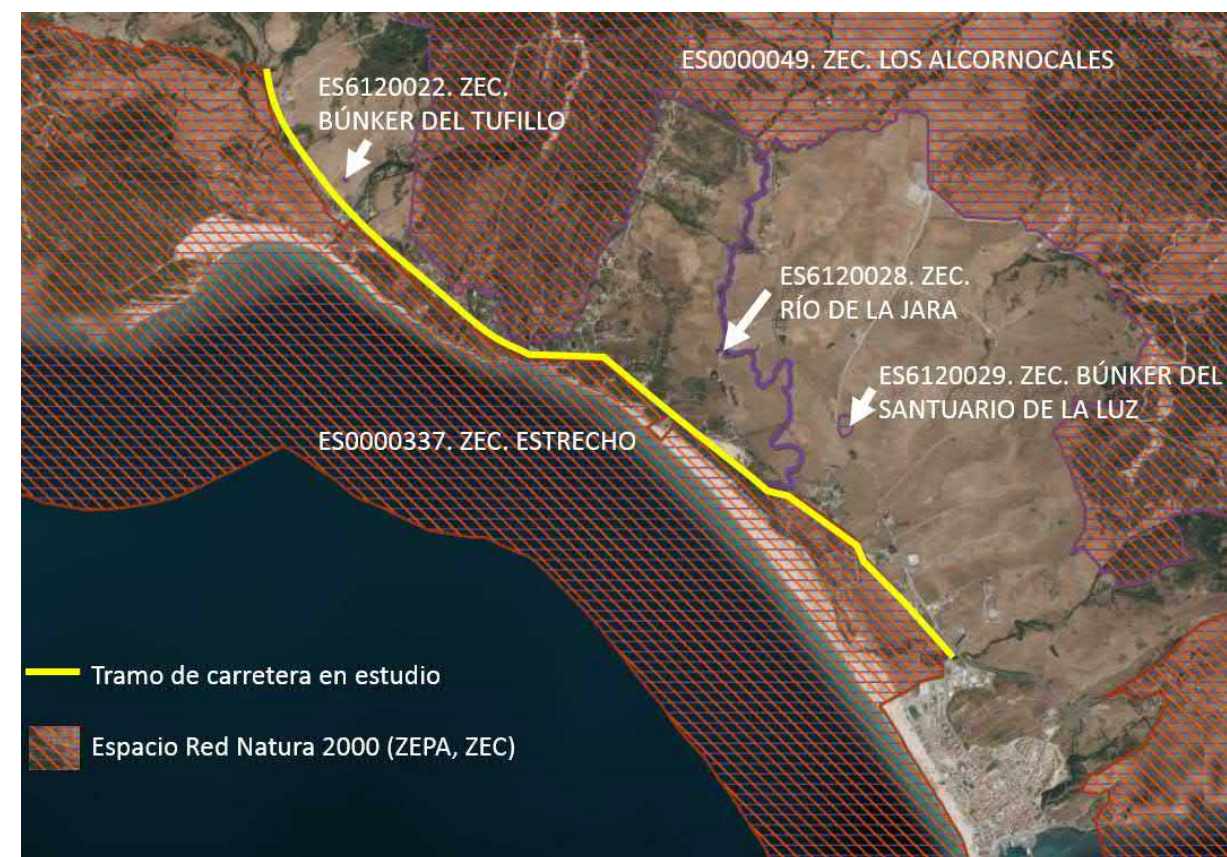 ES0000049. ZEC. LOS ALCORNOCALES
ES6120022. ZEC.
BÚNKER DEL TUFILLO
ES6120028. ZEC.
RÍO DE LA JARA
ES6120029. ZEC. BÚNKER DEL
SANTUARIO DE LA LUZ
ES0000337. ZEC. ESTRECHO
Tramo de carretera en estudio
Espacio Red Natura 2000 (ZEPA, ZEC)